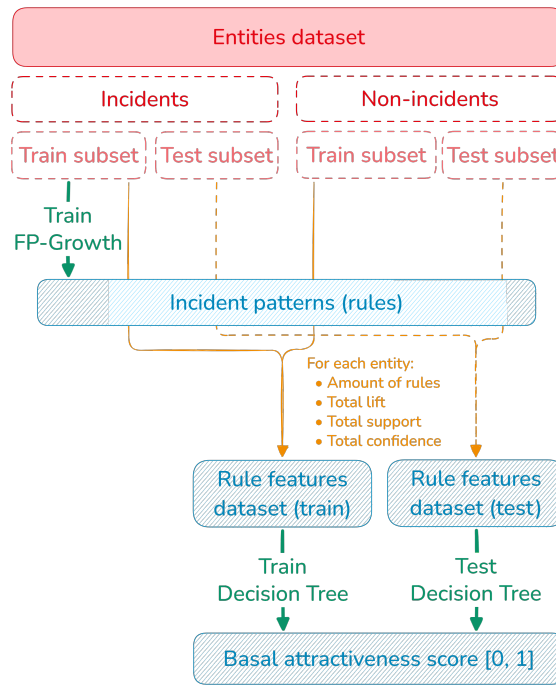 Entities dataset
Incidents
Non-incidents
Train subset
Test subset
Train subset
Test subset
Train
FP-Growth
Incident patterns (rules)
For each entity:
• Amount of rules
• Total lift
• Total support
• Total confidence
Rule features
dataset (train)
Rule features
dataset (test)
Train
Decision Tree
Test
Decision Tree
Basal attractiveness score [0, 1]